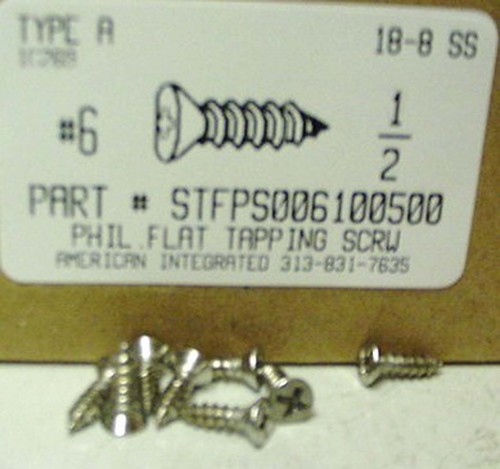 TYPE A
18-8 SS
#6
1
2
PART # STFPS006100500
PHIL.FLAT TAPPING SCRW
AMERICAN INTEGRATED 313-831-7635